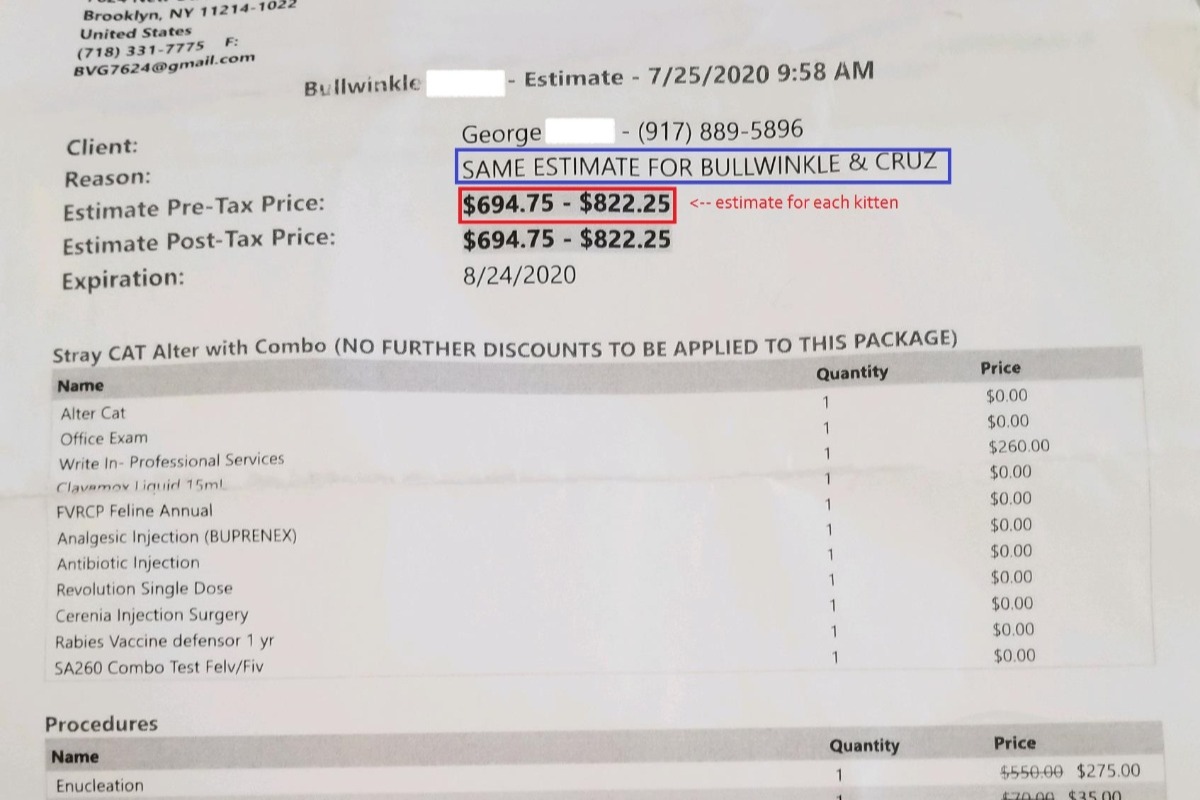 Brooklyn, NY 11214-1022
United States
(718) 331-7775 F:
BVG7624@gmail.com
Bullwinkle - Estimate - 7/25/2020 9:58 AM
Client: George - (917) 889-5896
Reason: SAME ESTIMATE FOR BULLWINKLE & CRUZ
Estimate Pre-Tax Price: $694.75 - $822.25 <-- estimate for each kitten
Estimate Post-Tax Price: $694.75 - $822.25
Expiration: 8/24/2020
Stray CAT Alter with Combo (NO FURTHER DISCOUNTS TO BE APPLIED TO THIS PACKAGE)
Name Quantity Price
Alter Cat 1 $0.00
Office Exam 1 $0.00
Write In- Professional Services 1 $260.00
Clavamox Liquid 15mL 1 $0.00
FVRCP Feline Annual 1 $0.00
Analgesic Injection (BUPRENEX) 1 $0.00
Antibiotic Injection 1 $0.00
Revolution Single Dose 1 $0.00
Cerenia Injection Surgery 1 $0.00
Rabies Vaccine defensor 1 yr 1 $0.00
SA260 Combo Test Felv/Fiv 1 $0.00
Procedures
Name Quantity Price
Enucleation 1 $550.00 $275.00
1 $70.00 $35.00